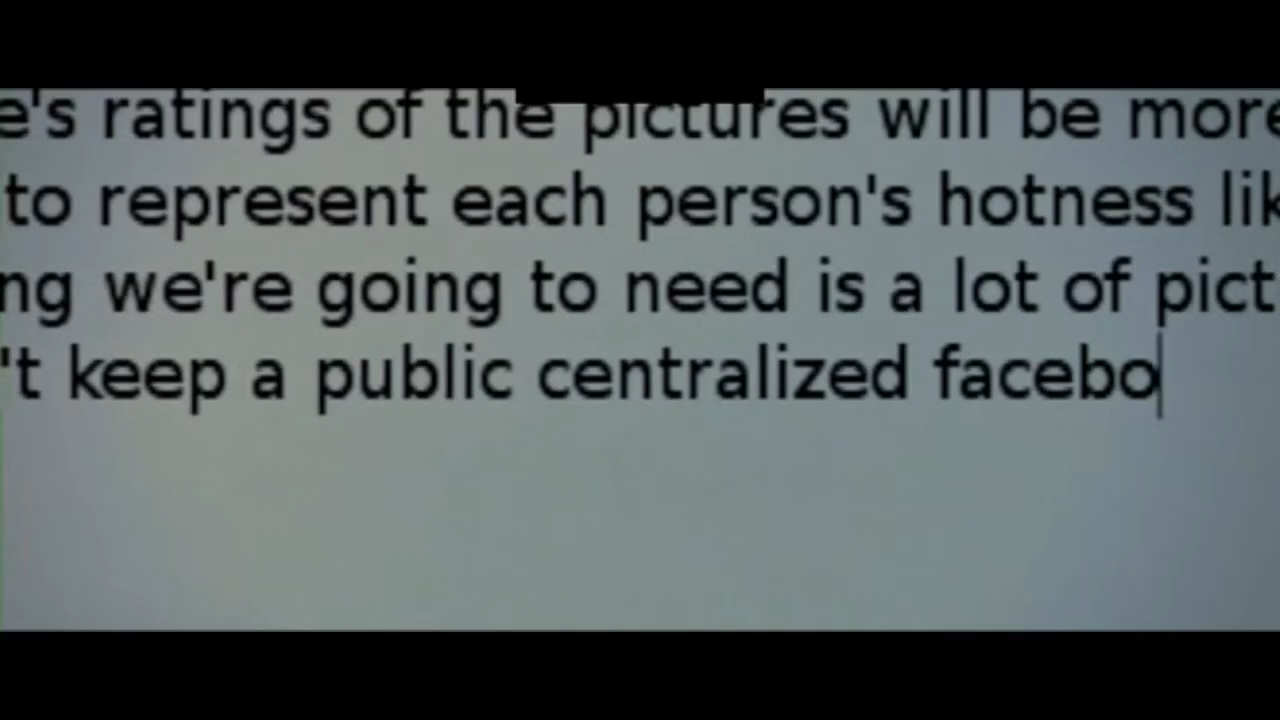 e's ratings of the pictures will be more
to represent each person's hotness lik
ng we're going to need is a lot of pict
't keep a public centralized facebo